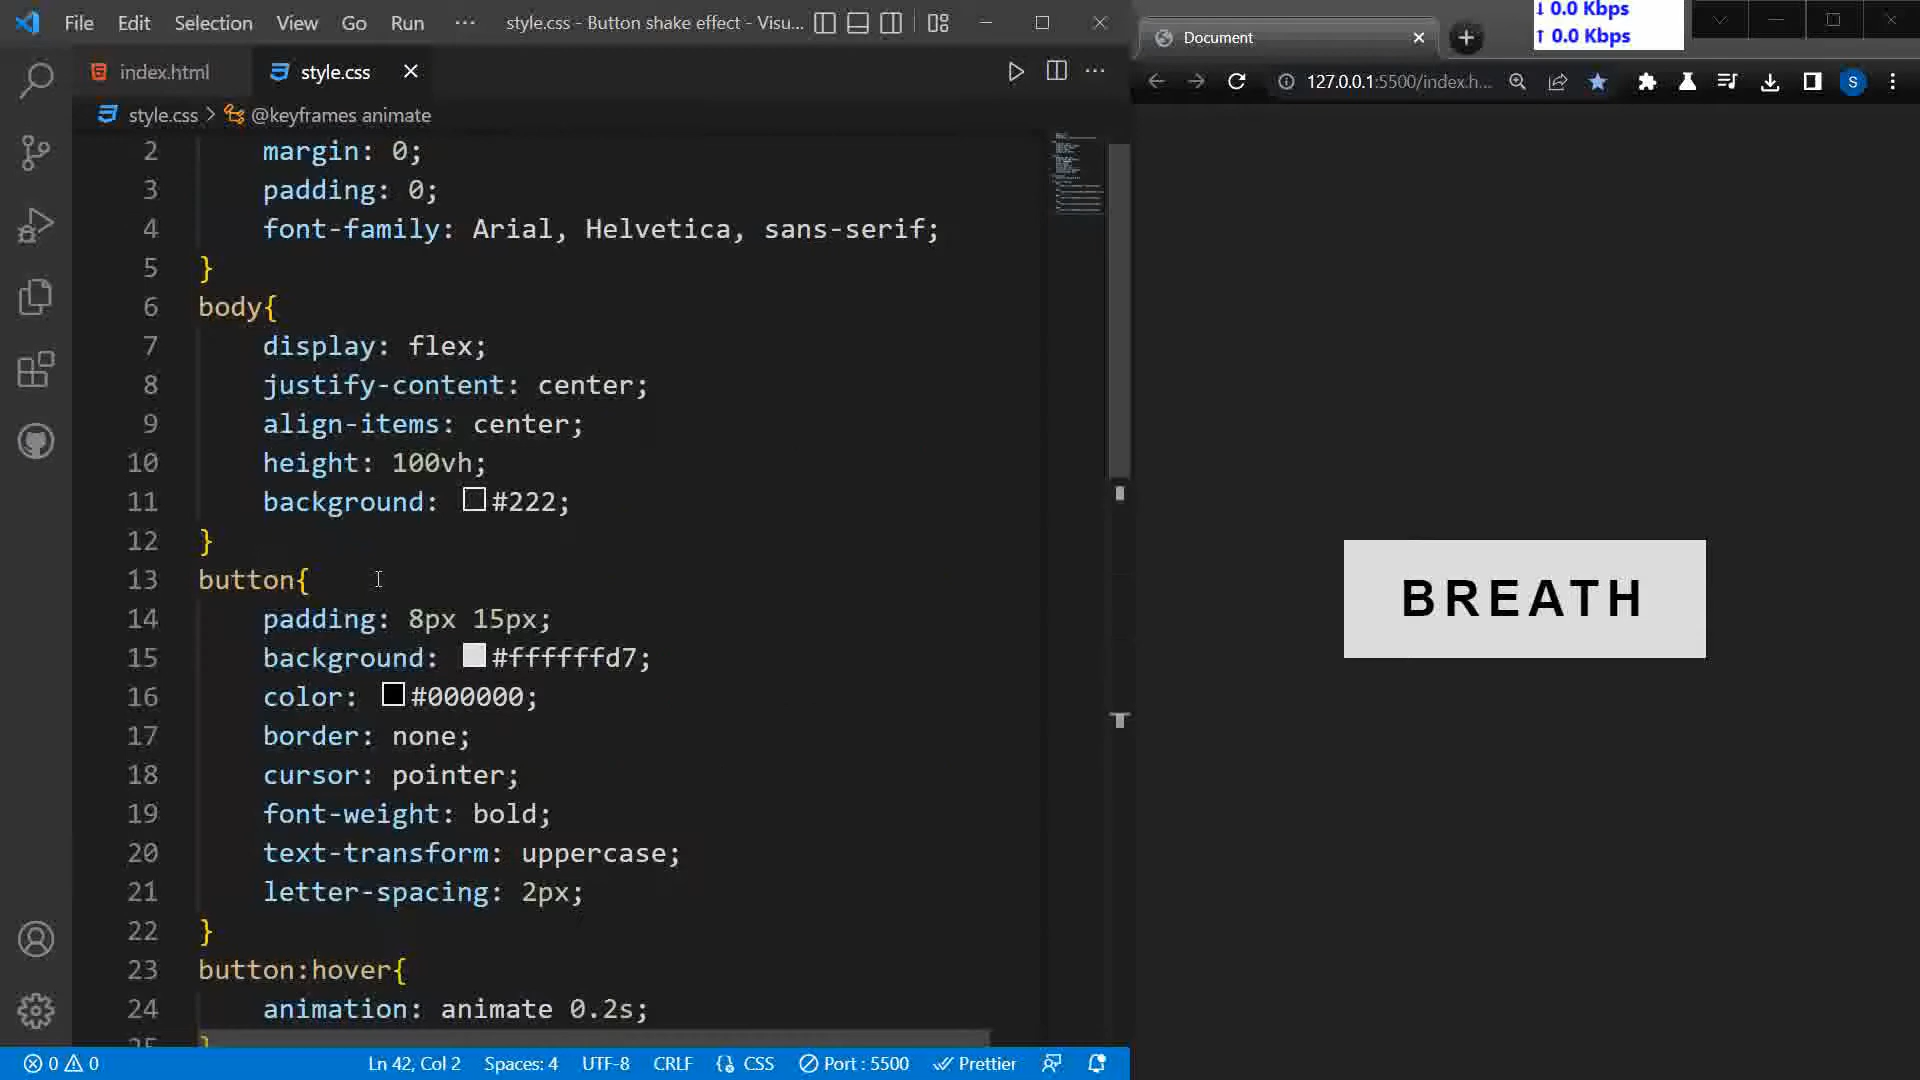 File Edit Selection View Go Run ··· style.css - Button shake effect - Visu...
index.html style.css
style.css > @keyframes animate
2 margin: 0;
3 padding: 0;
4 font-family: Arial, Helvetica, sans-serif;
5 }
6 body{
7 display: flex;
8 justify-content: center;
9 align-items: center;
10 height: 100vh;
11 background: #222;
12 }
13 button{
14 padding: 8px 15px;
15 background: #ffffffd7;
16 color: #000000;
17 border: none;
18 cursor: pointer;
19 font-weight: bold;
20 text-transform: uppercase;
21 letter-spacing: 2px;
22 }
23 button:hover{
24 animation: animate 0.2s;
25 }
0 0 Ln 42, Col 2 Spaces: 4 UTF-8 CRLF CSS Port : 5500 Prettier
Document
↓ 0.0 Kbps
↑ 0.0 Kbps
127.0.0.1:5500/index.h...
S
BREATH